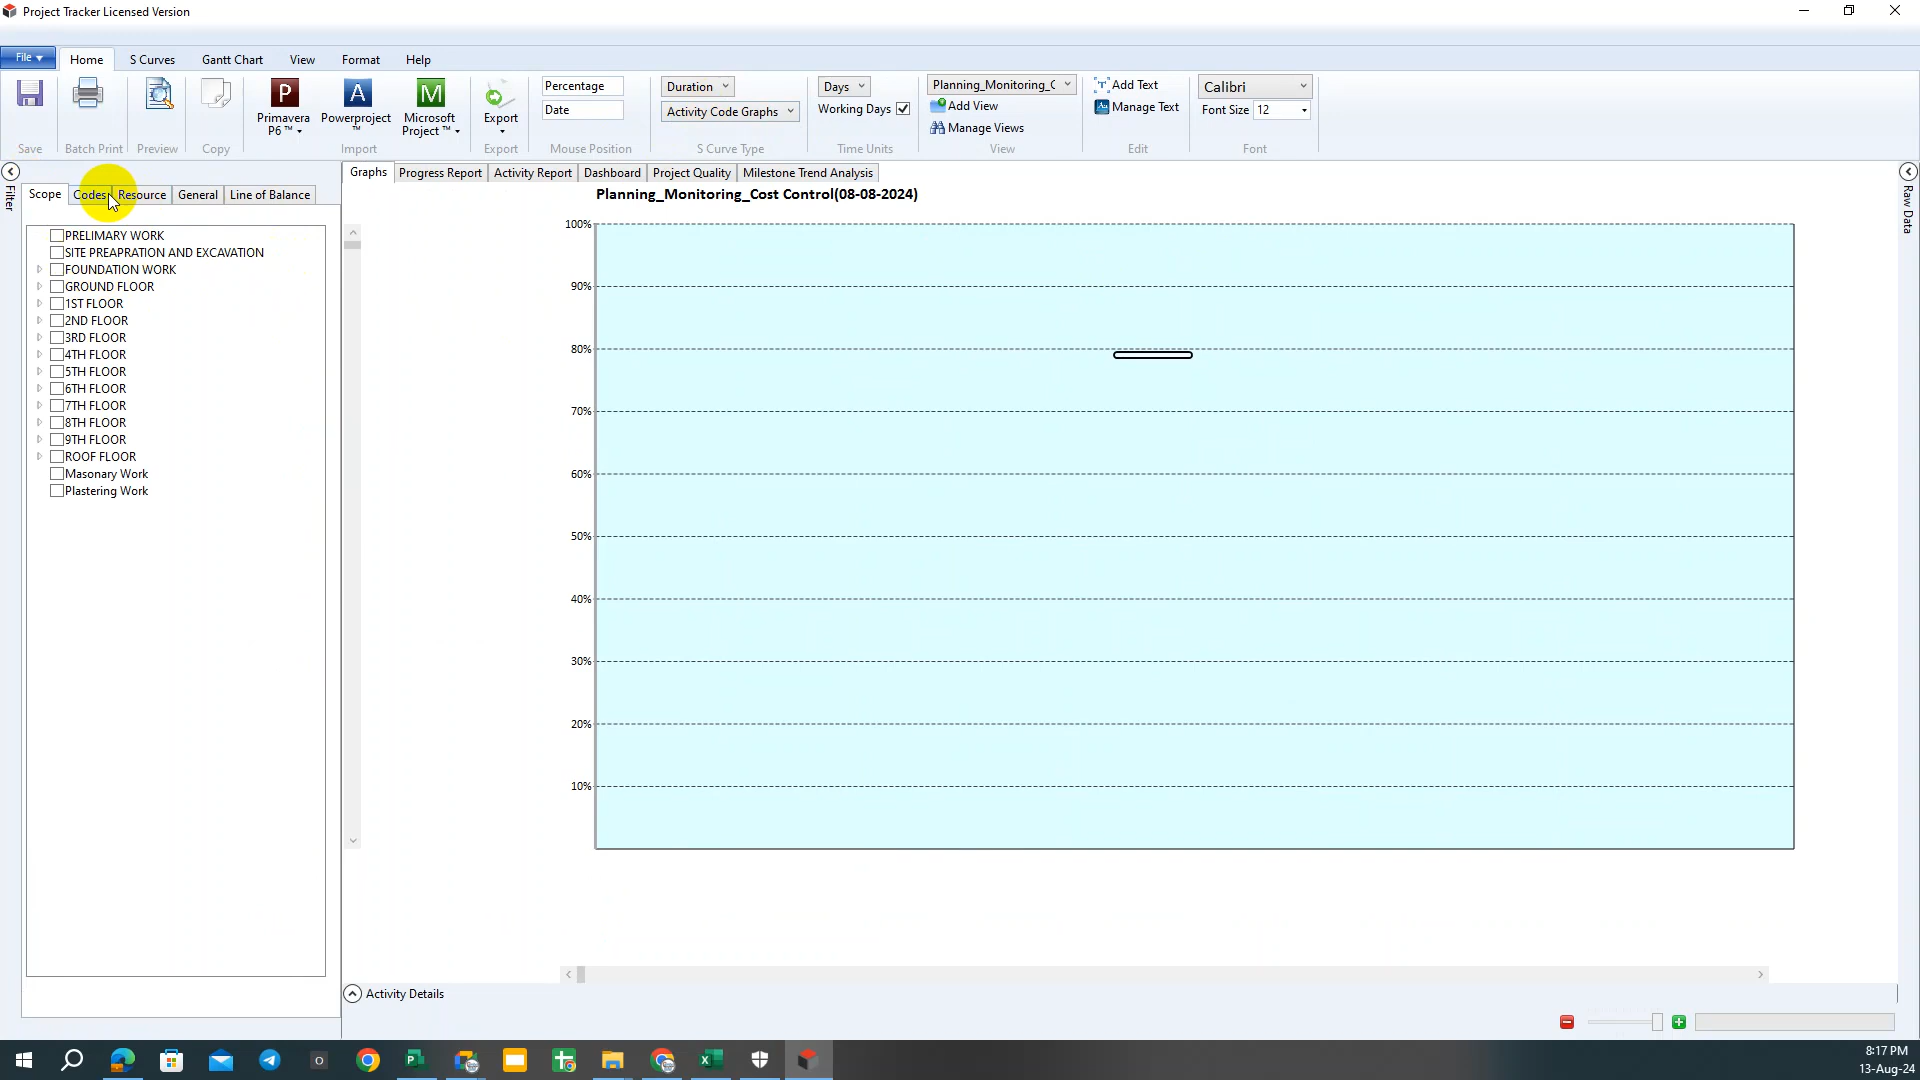 Project Tracker Licensed Version
File
Home
S Curves
Gantt Chart
View
Format
Help
Primavera
P6 ™
Powerproject
™
Microsoft
Project ™
Export
Percentage
Date
Duration
Activity Code Graphs
Days
Working Days
Planning_Monitoring_C
Add View
Manage Views
Add Text
Manage Text
Calibri
Font Size 12
Save
Batch Print
Preview
Copy
Import
Export
Mouse Position
S Curve Type
Time Units
View
Edit
Font
Filter
Scope
Codes
Resource
General
Line of Balance
PRELIMARY WORK
SITE PREAPRATION AND EXCAVATION
FOUNDATION WORK
GROUND FLOOR
1ST FLOOR
2ND FLOOR
3RD FLOOR
4TH FLOOR
5TH FLOOR
6TH FLOOR
7TH FLOOR
8TH FLOOR
9TH FLOOR
ROOF FLOOR
Masonary Work
Plastering Work
Graphs
Progress Report
Activity Report
Dashboard
Project Quality
Milestone Trend Analysis
Planning_Monitoring_Cost Control(08-08-2024)
100%
90%
80%
70%
60%
50%
40%
30%
20%
10%
Raw Data
Activity Details
8:17 PM
13-Aug-24